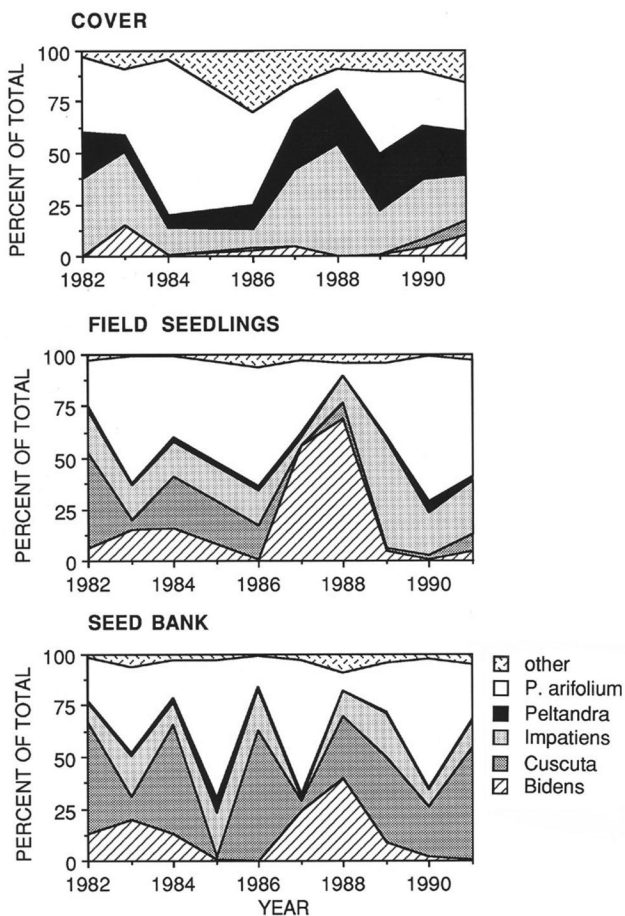 COVER
100
75
50
25
0
PERCENT OF TOTAL
1982 1984 1986 1988 1990
FIELD SEEDLINGS
100
75
50
25
0
PERCENT OF TOTAL
1982 1984 1986 1988 1990
SEED BANK
100
75
50
25
0
PERCENT OF TOTAL
1982 1984 1986 1988 1990
YEAR
other
P. arifolium
Peltandra
Impatiens
Cuscuta
Bidens